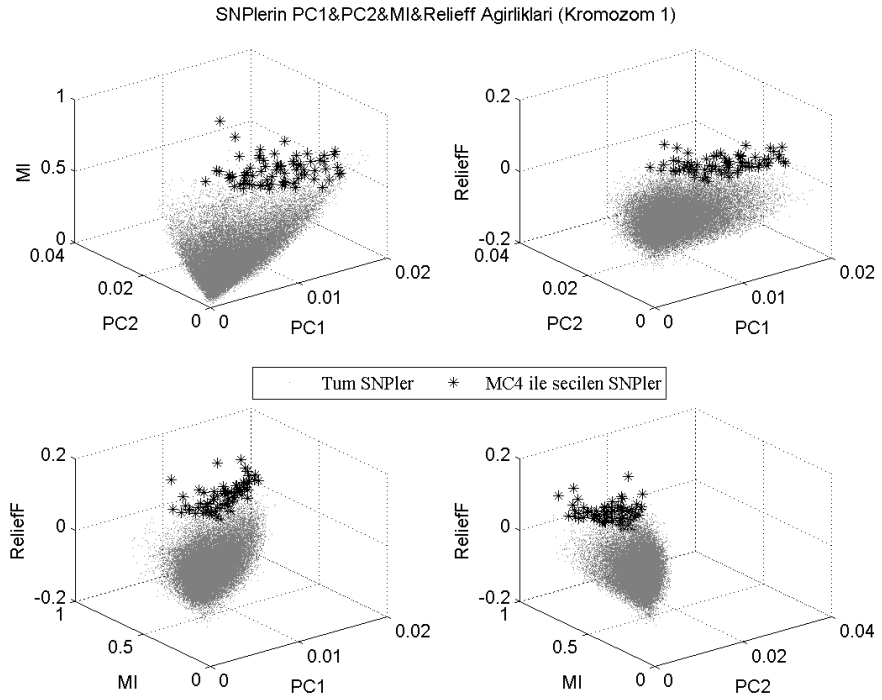 SNPlerin PC1&PC2&MI&Relieff Agirliklari (Kromozom 1)
1
0.5
0
MI
0.04
0.02
0
PC2
0
0.01
0.02
PC1
0.2
0
-0.2
ReliefF
0.04
0.02
0
PC2
0
0.01
0.02
PC1
Tum SNPler
MC4 ile secilen SNPler
0.2
0
-0.2
ReliefF
1
0.5
0
MI
0
0.01
0.02
PC1
0.2
0
-0.2
ReliefF
1
0.5
0
MI
0
0.02
0.04
PC2